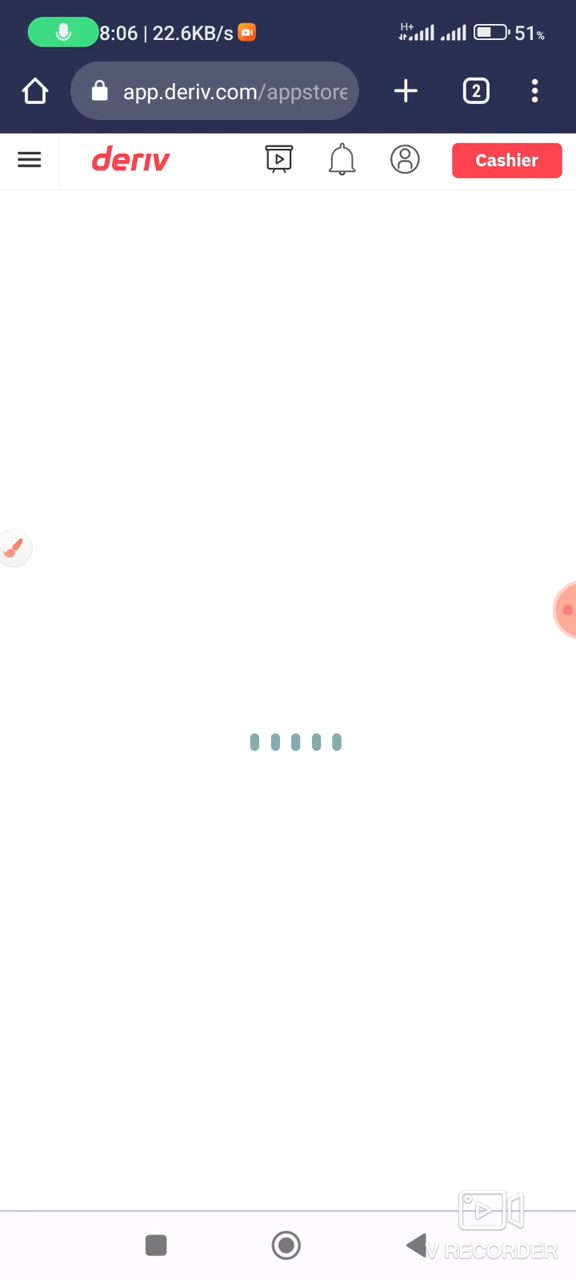 8:06 | 22.6KB/s
H+
51%
app.deriv.com/appstore
2
deriv
Cashier
V RECORDER